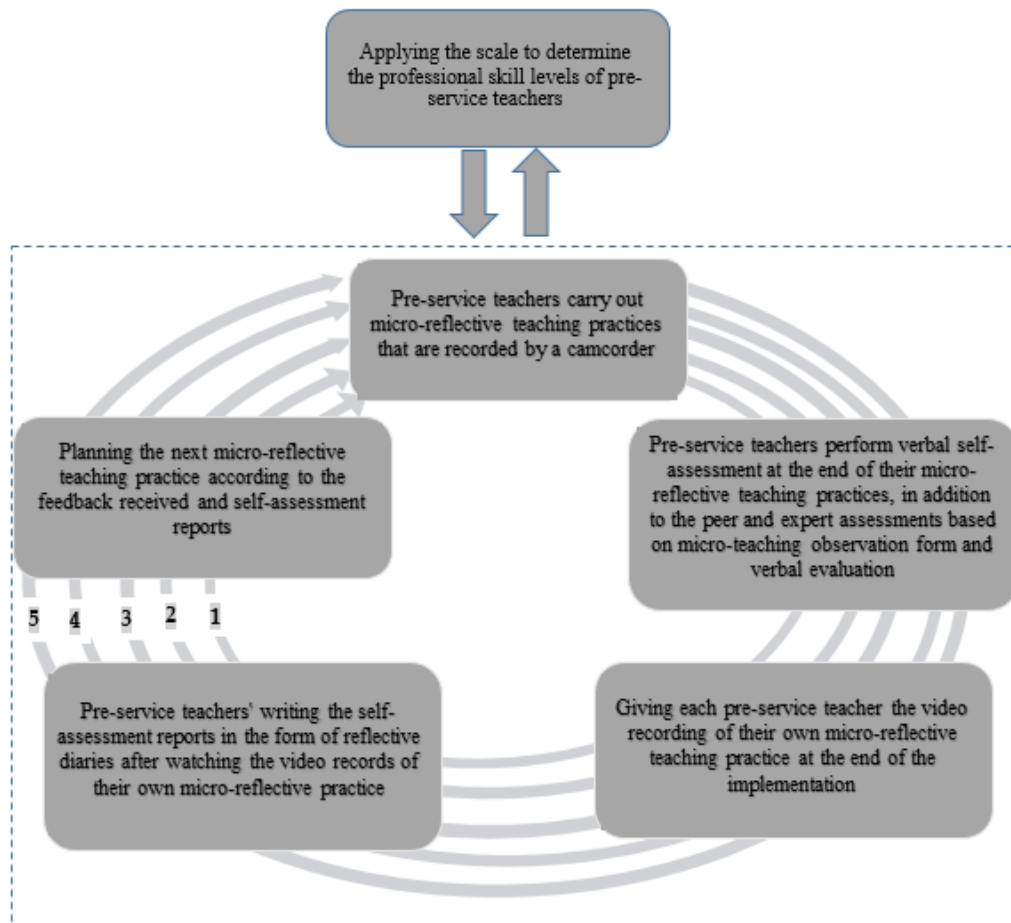 Applying the scale to determine
the professional skill levels of pre-
service teachers
Pre-service teachers carry out
micro-reflective teaching practices
that are recorded by a camcorder
Pre-service teachers perform verbal self-
assessment at the end of their micro-
reflective teaching practices, in addition
to the peer and expert assessments based
on micro-teaching observation form and
verbal evaluation
Giving each pre-service teacher the video
recording of their own micro-reflective
teaching practice at the end of the
implementation
Pre-service teachers' writing the self-
assessment reports in the form of reflective
diaries after watching the video records of
their own micro-reflective practice
5 4 3 2 1
Planning the next micro-reflective
teaching practice according to the
feedback received and self-assessment
reports